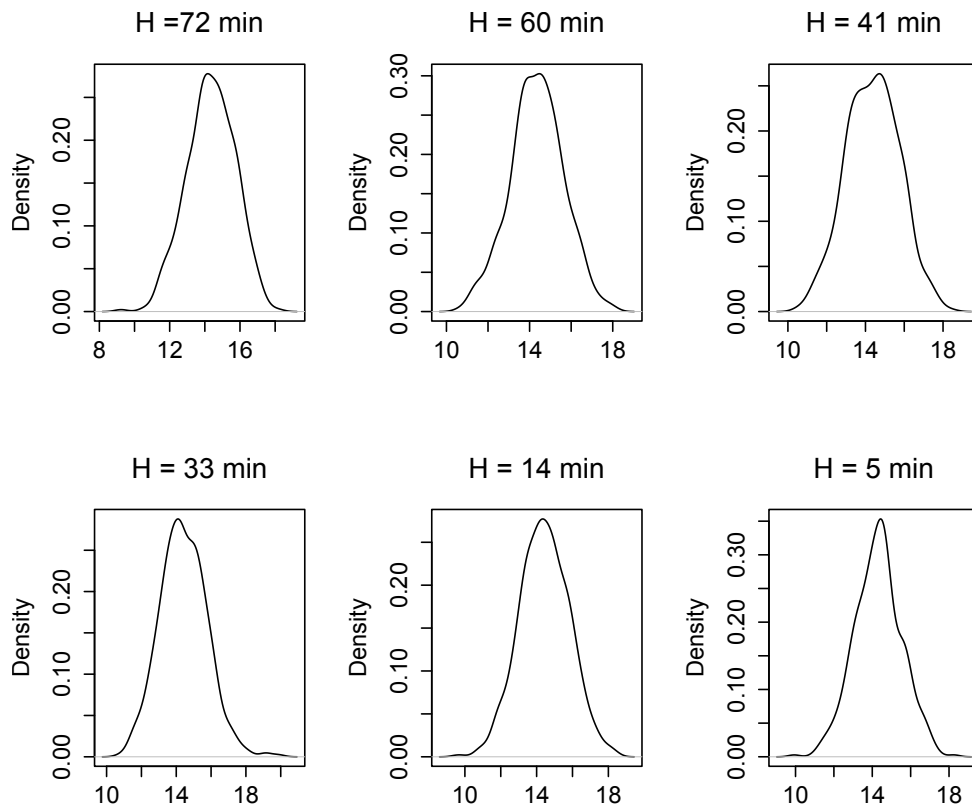 H =72 min
H = 60 min
H = 41 min
Density
0.00 0.10 0.20
8 12 16
Density
0.00 0.10 0.20 0.30
10 14 18
Density
0.00 0.10 0.20
10 14 18
H = 33 min
H = 14 min
H = 5 min
Density
0.00 0.10 0.20
10 14 18
Density
0.00 0.10 0.20
10 14 18
Density
0.00 0.10 0.20 0.30
10 14 18